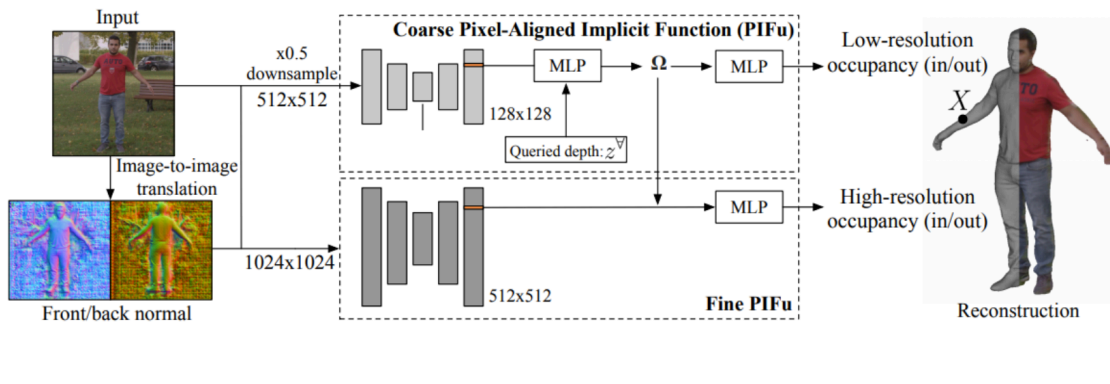 Input
Coarse Pixel-Aligned Implicit Function (PIFu)
x0.5
downsample
512x512
MLP
Ω
MLP
Low-resolution
occupancy (in/out)
128x128
Queried depth: z∀
X
Image-to-image
translation
High-resolution
occupancy (in/out)
MLP
1024x1024
512x512
Fine PIFu
Front/back normal
Reconstruction